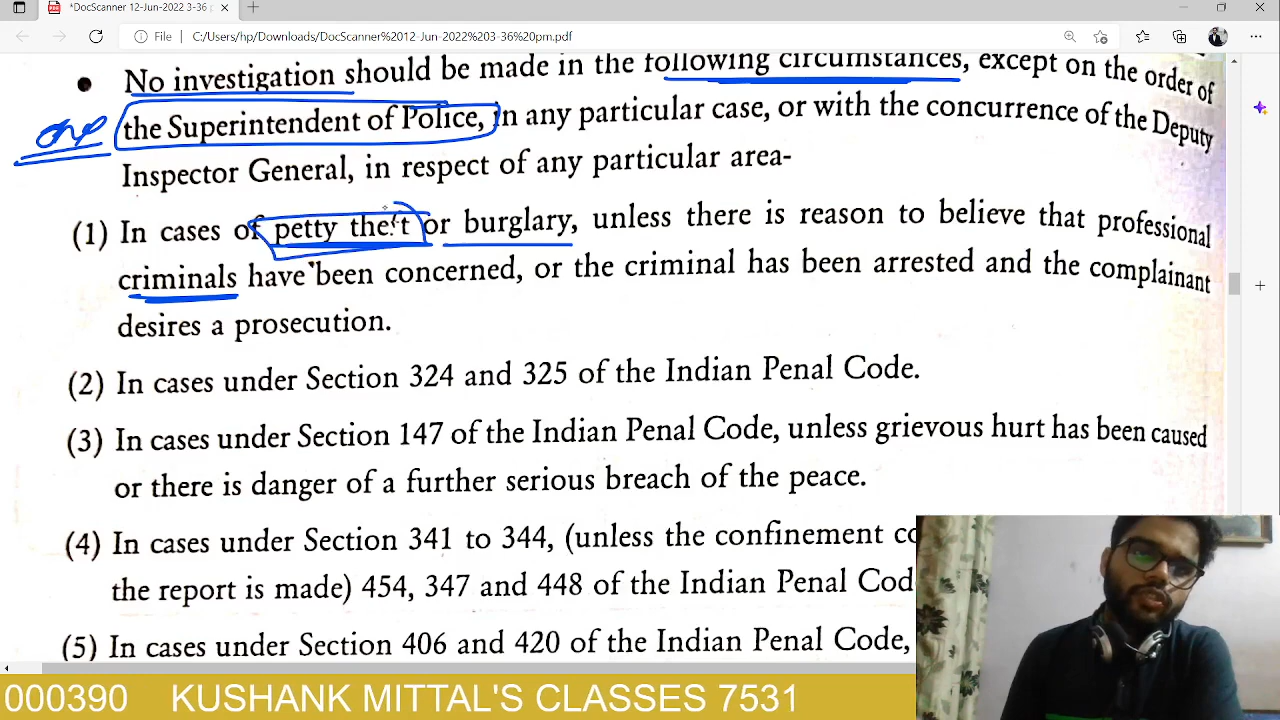 *DocScanner 12-Jun-2022 3-36 p
File | C:/Users/hp/Downloads/DocScanner%2012-Jun-2022%203-36%20pm.pdf
No investigation should be made in the following circumstances, except on the order of
the Superintendent of Police, in any particular case, or with the concurrence of the Deputy
Inspector General, in respect of any particular area-
(1) In cases of petty theft or burglary, unless there is reason to believe that professional
criminals have been concerned, or the criminal has been arrested and the complainant
desires a prosecution.
(2) In cases under Section 324 and 325 of the Indian Penal Code.
(3) In cases under Section 147 of the Indian Penal Code, unless grievous hurt has been caused
or there is danger of a further serious breach of the peace.
(4) In cases under Section 341 to 344, (unless the confinement co
the report is made) 454, 347 and 448 of the Indian Penal Cod
(5) In cases under Section 406 and 420 of the Indian Penal Code,
000390 KUSHANK MITTAL'S CLASSES 7531